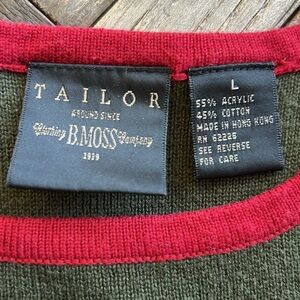 TAILOR
AROUND SINCE
Clothing B.MOSS Company
1939
L
55% ACRYLIC
45% COTTON
MADE IN HONG KONG
RN 62225
SEE REVERSE
FOR CARE